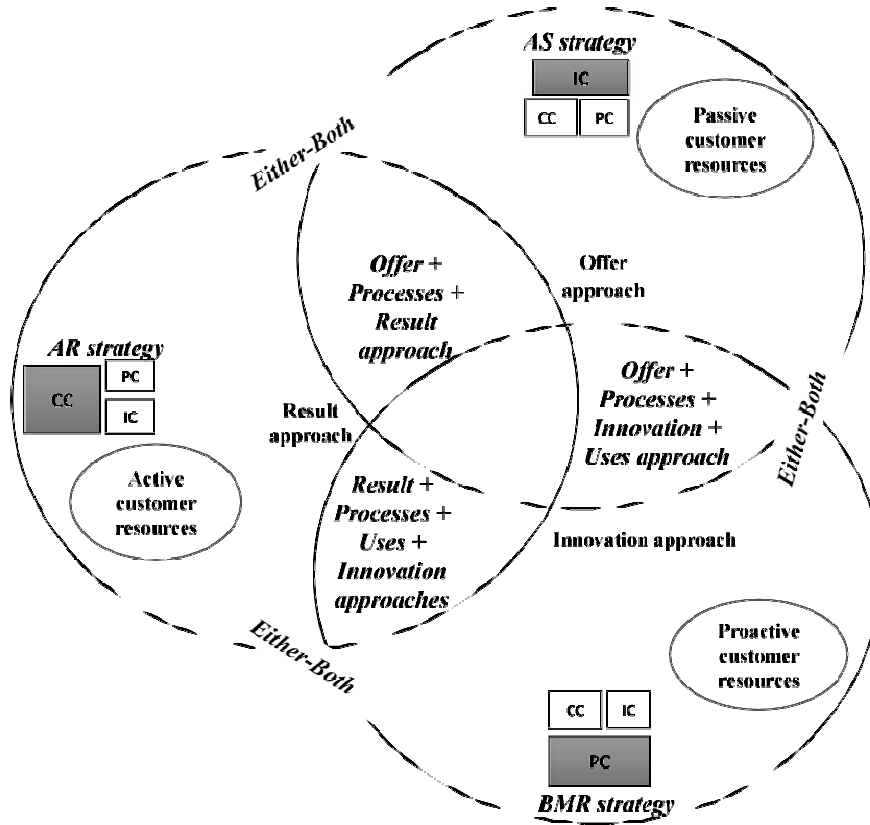 AS strategy
IC
CC PC
Passive
customer
resources
Either-Both
Offer +
Processes +
Result
approach
Offer
approach
AR strategy
CC
PC
IC
Result
approach
Offer +
Processes +
Innovation +
Uses approach
Either-Both
Active
customer
resources
Result +
Processes +
Uses +
Innovation
approaches
Innovation approach
Either-Both
Proactive
customer
resources
CC IC
PC
BMR strategy